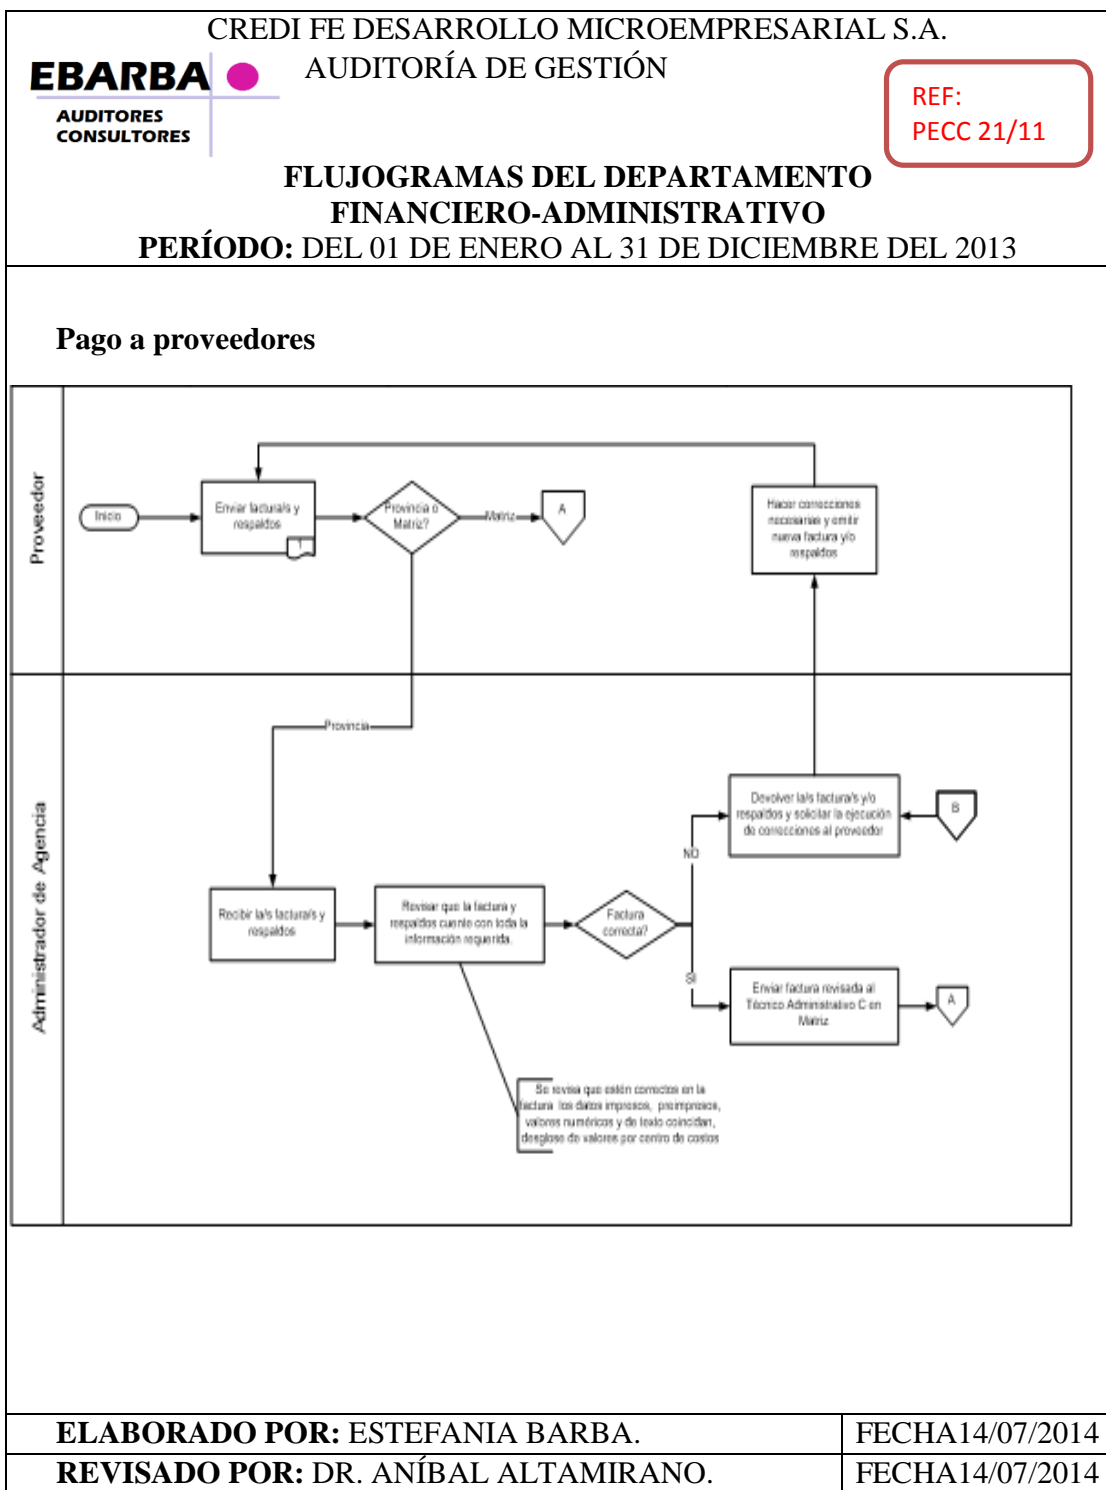 CREDI FE DESARROLLO MICROEMPRESARIAL S.A.
AUDITORÍA DE GESTIÓN
EBARBA
AUDITORES
CONSULTORES
REF:
PECC 21/11
FLUJOGRAMAS DEL DEPARTAMENTO
FINANCIERO-ADMINISTRATIVO
PERÍODO: DEL 01 DE ENERO AL 31 DE DICIEMBRE DEL 2013
Pago a proveedores
Proveedor
Inicio
Enviar factura/s y
respaldos
1
Provincia o
Matriz?
Matriz
A
Hacer correcciones
necesarias y emitir
nueva factura y/o
respaldos
Provincia
Administrador de Agencia
Recibir la/s factura/s y
respaldos
Revisar que la factura y
respaldos cuente con toda la
información requerida.
Factura
correcta?
NO
Devolver la/s factura/s y/o
respaldos y solicitar la ejecución
de correcciones al proveedor
B
SI
Enviar factura revisada al
Técnico Administrativo C en
Matriz
A
Se revisa que estén correctos en la
factura los datos impresos, preimpresos,
valores numéricos y de texto coincidan,
desglose de valores por centro de costos
ELABORADO POR: ESTEFANIA BARBA.
FECHA14/07/2014
REVISADO POR: DR. ANÍBAL ALTAMIRANO.
FECHA14/07/2014